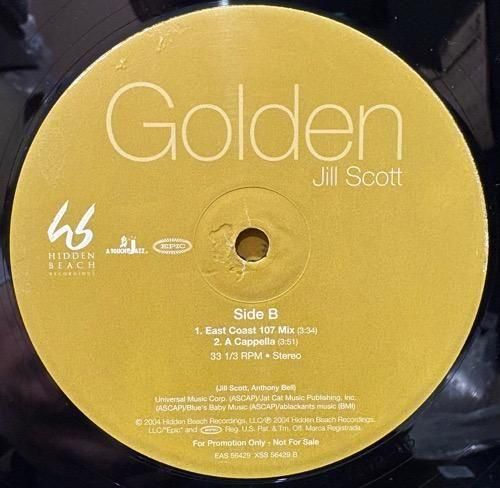 Golden
Jill Scott
hb
HIDDEN
BEACH
RECORDINGS
A TOUCH OF JAZZ
EPIC
Side B
1. East Coast 107 Mix (3:34)
2. A Cappella (3:51)
33 1/3 RPM • Stereo
(Jill Scott, Anthony Bell)
Universal Music Corp. (ASCAP)/Jat Cat Music Publishing, Inc.
(ASCAP)/Blue's Baby Music (ASCAP)/ablackants music (BMI)
© 2004 Hidden Beach Recordings, LLC/℗ 2004 Hidden Beach Recordings,
LLC/"Epic" and EPIC Reg. U.S. Pat. & Tm. Off. Marca Registrada.
For Promotion Only - Not For Sale
EAS 56429 XSS 56429 B